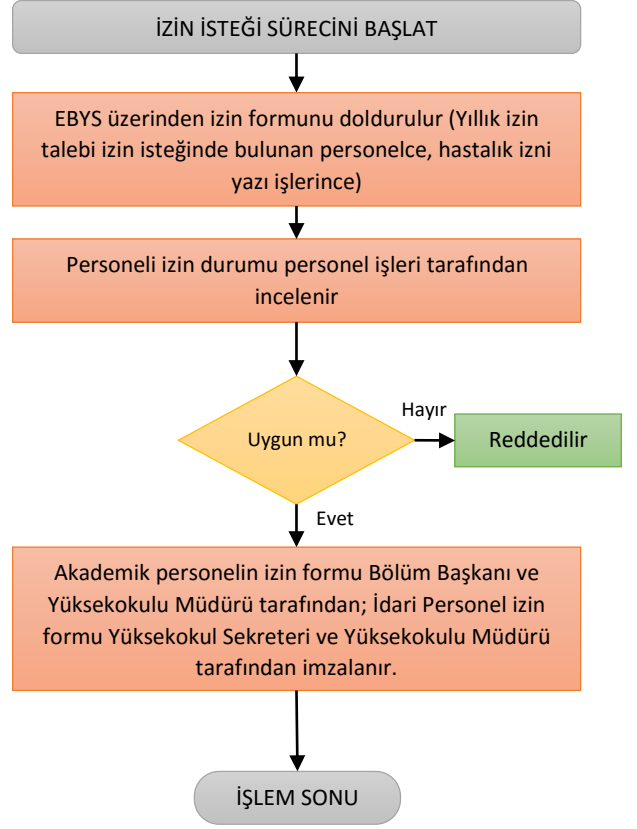 İZİN İSTEĞİ SÜRECİNİ BAŞLAT
EBYS üzerinden izin formunu doldurulur (Yıllık izin
talebi izin isteğinde bulunan personelce, hastalık izni
yazı işlerince)
Personeli izin durumu personel işleri tarafından
incelenir
Uygun mu?
Hayır
Reddedilir
Evet
Akademik personelin izin formu Bölüm Başkanı ve
Yüksekokulu Müdürü tarafından; İdari Personel izin
formu Yüksekokul Sekreteri ve Yüksekokulu Müdürü
tarafından imzalanır.
İŞLEM SONU